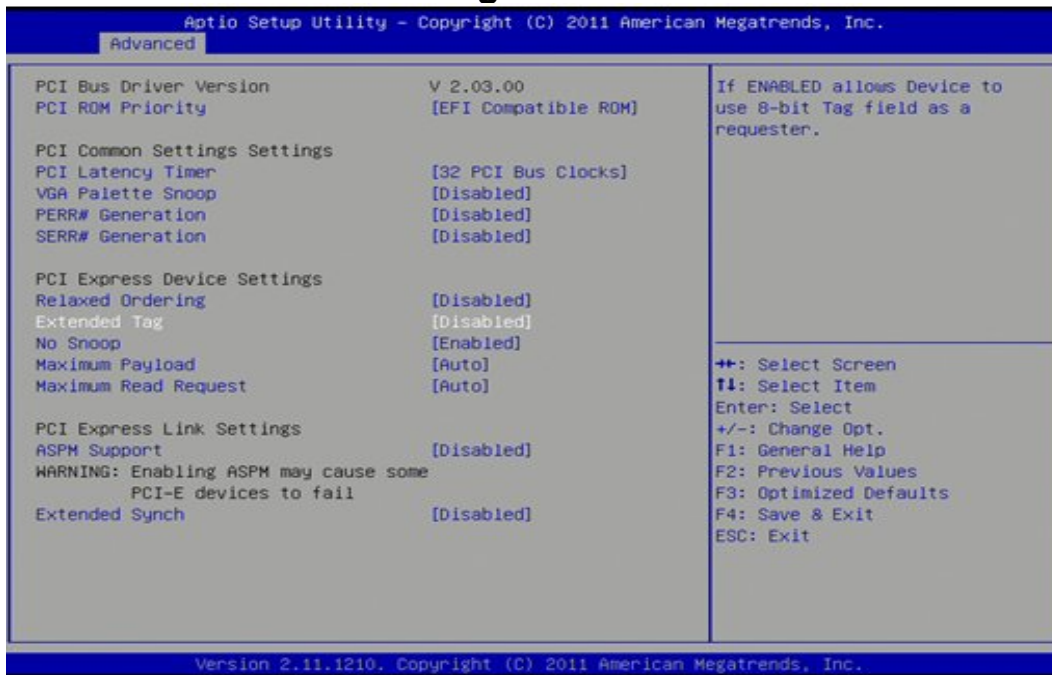 Aptio Setup Utility – Copyright (C) 2011 American Megatrends, Inc.
Advanced
PCI Bus Driver Version V 2.03.00
PCI ROM Priority [EFI Compatible ROM]
PCI Common Settings Settings
PCI Latency Timer [32 PCI Bus Clocks]
VGA Palette Snoop [Disabled]
PERR# Generation [Disabled]
SERR# Generation [Disabled]
PCI Express Device Settings
Relaxed Ordering [Disabled]
Extended Tag [Disabled]
No Snoop [Enabled]
Maximum Payload [Auto]
Maximum Read Request [Auto]
PCI Express Link Settings
ASPM Support [Disabled]
WARNING: Enabling ASPM may cause some
PCI-E devices to fail
Extended Synch [Disabled]
If ENABLED allows Device to
use 8-bit Tag field as a
requester.
→←: Select Screen
↑↓: Select Item
Enter: Select
+/-: Change Opt.
F1: General Help
F2: Previous Values
F3: Optimized Defaults
F4: Save & Exit
ESC: Exit
Version 2.11.1210. Copyright (C) 2011 American Megatrends, Inc.